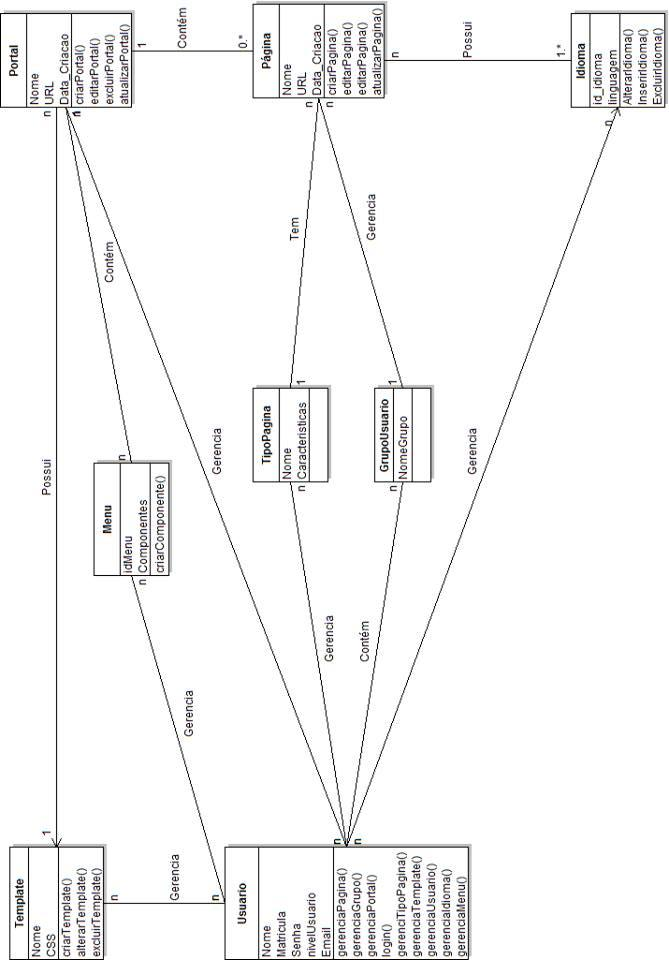 Template
Nome
CSS
criarTemplate()
alterarTemplate()
excluirTemplate()
1
Possui
n
Portal
Nome
URL
Data_Criacao
criarPortal()
editarPortal()
excluirPortal()
atualizarPortal()
1
n
Gerencia
n
Menu
idMenu
Componentes
criarComponente()
n
n
Contém
1
Contém
0.*
Gerencia
Gerencia
Usuario
Nome
Matricula
Senha
nivelUsuario
Email
gerenciaPagina()
gerenciaGrupo()
gerenciaPortal()
login()
gerenciTipoPagina()
gerenciaTemplate()
gerenciaUsuario()
gerenciaIdioma()
gerenciaMenu()
n
n
TipoPagina
Nome
Caracteristicas
n
1
Gerencia
Tem
Página
Nome
URL
Data_Criacao
criarPagina()
editarPagina()
editarPagina()
atualizarPagina()
n
n
n
Contém
GrupoUsuario
NomeGrupo
n
1
Gerencia
Gerencia
Possui
1.*
Idioma
id_idioma
linguagem
AlterarIdioma()
InserirIdioma()
ExcluirIdioma()
n